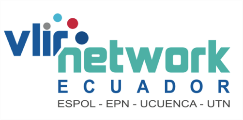 vlir
network
ECUADOR
ESPOL - EPN - UCUENCA - UTN